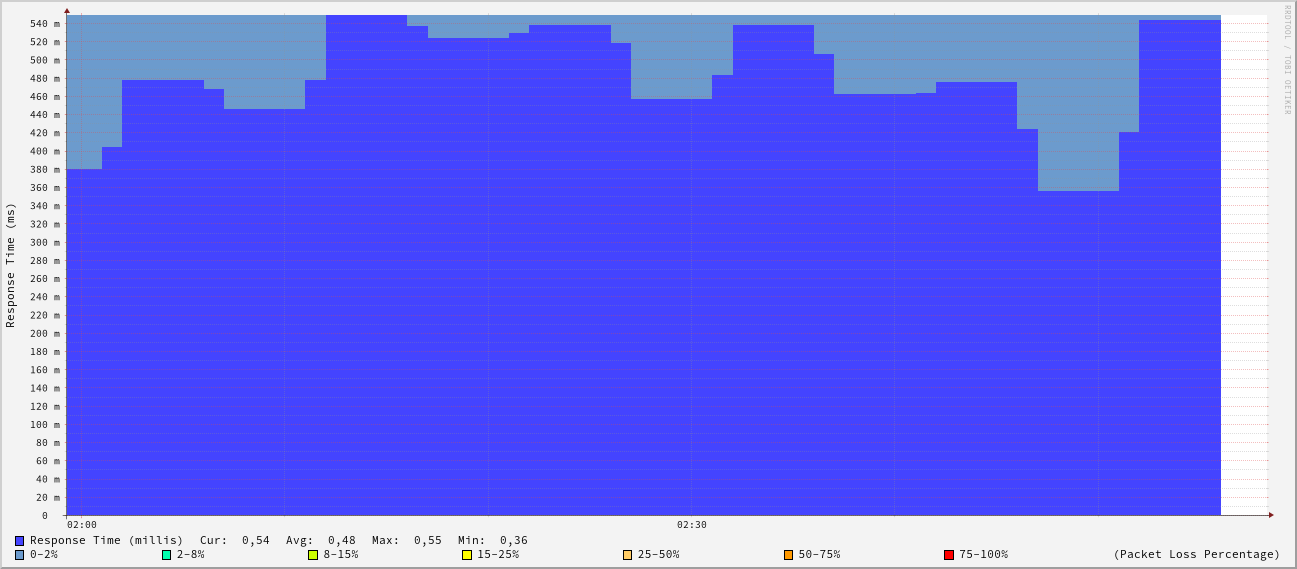 RRDTOOL / TOBI OETIKER
Response Time (ms)
540 m
520 m
500 m
480 m
460 m
440 m
420 m
400 m
380 m
360 m
340 m
320 m
300 m
280 m
260 m
240 m
220 m
200 m
180 m
160 m
140 m
120 m
100 m
80 m
60 m
40 m
20 m
0
02:00 02:30
Response Time (millis) Cur: 0,54 Avg: 0,48 Max: 0,55 Min: 0,36
0-2% 2-8% 8-15% 15-25% 25-50% 50-75% 75-100% (Packet Loss Percentage)